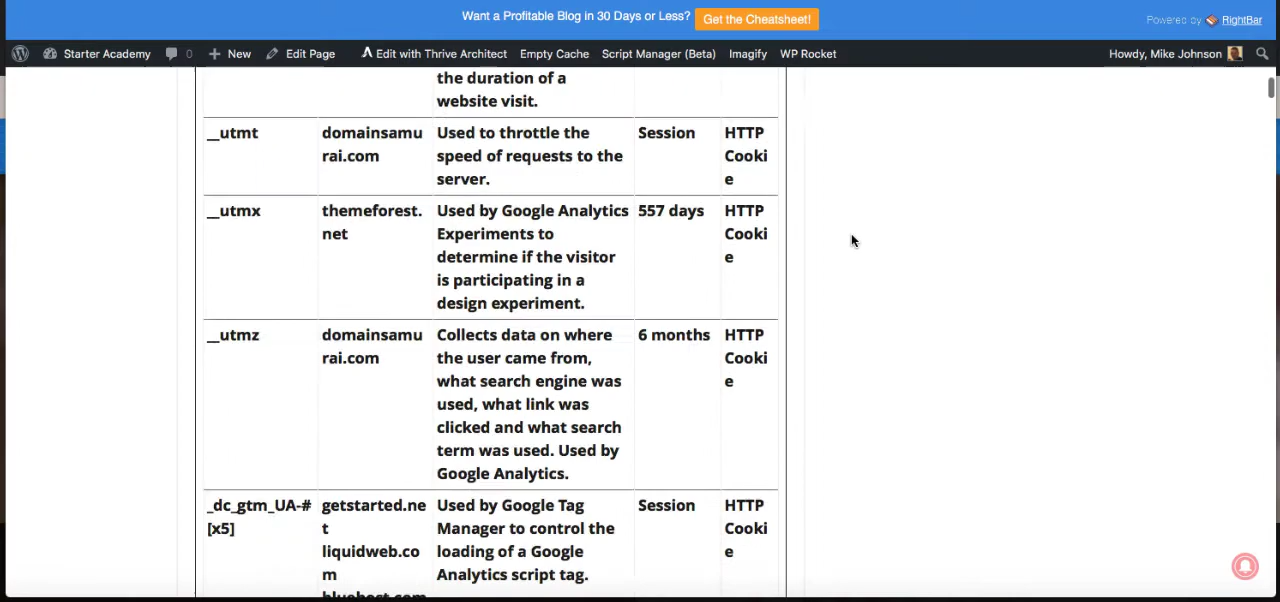 Want a Profitable Blog in 30 Days or Less? Get the Cheatsheet! Powered by RightBar
Starter Academy 0 New Edit Page Edit with Thrive Architect Empty Cache Script Manager (Beta) Imagify WP Rocket Howdy, Mike Johnson
the duration of a
website visit.
__utmt domainsamu Used to throttle the Session HTTP
rai.com speed of requests to the Cooki
server. e
__utmx themeforest. Used by Google Analytics 557 days HTTP
net Experiments to Cooki
determine if the visitor e
is participating in a
design experiment.
__utmz domainsamu Collects data on where 6 months HTTP
rai.com the user came from, Cooki
what search engine was e
used, what link was
clicked and what search
term was used. Used by
Google Analytics.
_dc_gtm_UA-# getstarted.ne Used by Google Tag Session HTTP
[x5] t Manager to control the Cooki
liquidweb.co loading of a Google e
m Analytics script tag.
bluehost.com